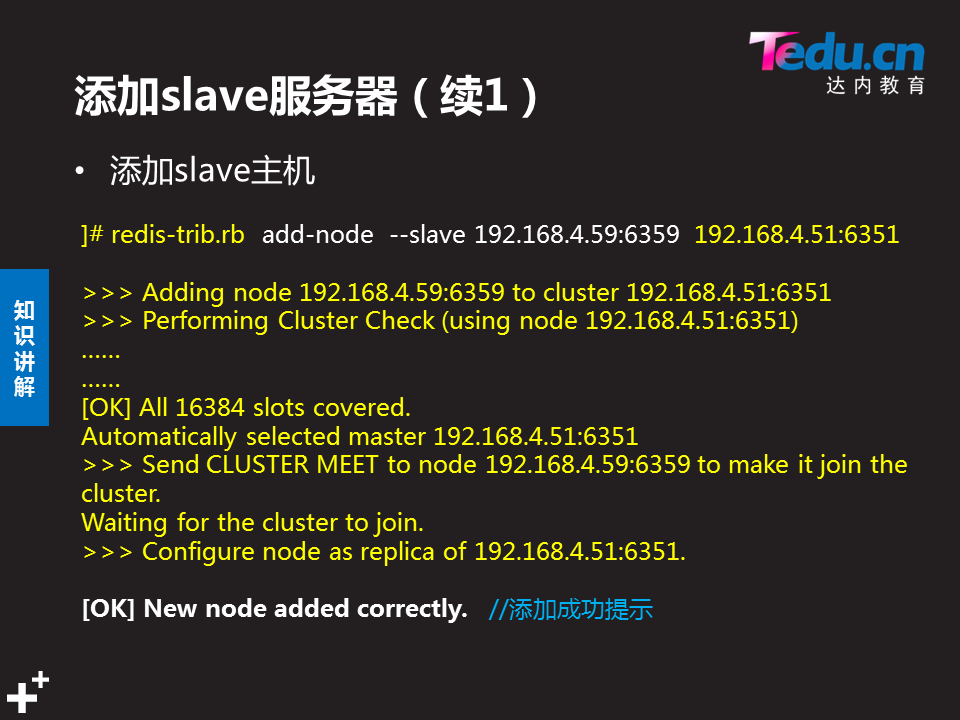 Tedu.cn
达内教育
添加slave服务器（续1）
• 添加slave主机
]# redis-trib.rb add-node --slave 192.168.4.59:6359 192.168.4.51:6351
>>> Adding node 192.168.4.59:6359 to cluster 192.168.4.51:6351
>>> Performing Cluster Check (using node 192.168.4.51:6351)
……
……
[OK] All 16384 slots covered.
Automatically selected master 192.168.4.51:6351
>>> Send CLUSTER MEET to node 192.168.4.59:6359 to make it join the
cluster.
Waiting for the cluster to join.
>>> Configure node as replica of 192.168.4.51:6351.
[OK] New node added correctly. //添加成功提示
知识讲解